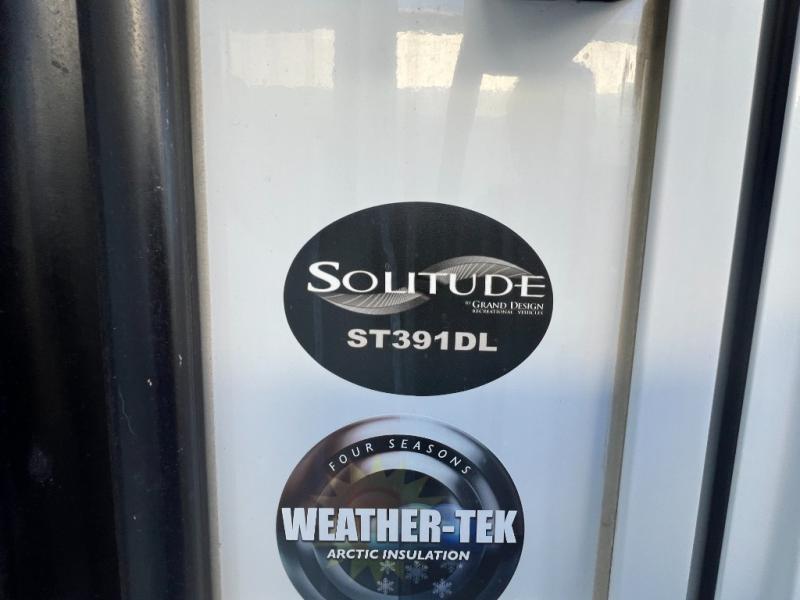 SOLITUDE
BY GRAND DESIGN
RECREATIONAL VEHICLES
ST391DL
FOUR SEASONS
WEATHER-TEK
ARCTIC INSULATION